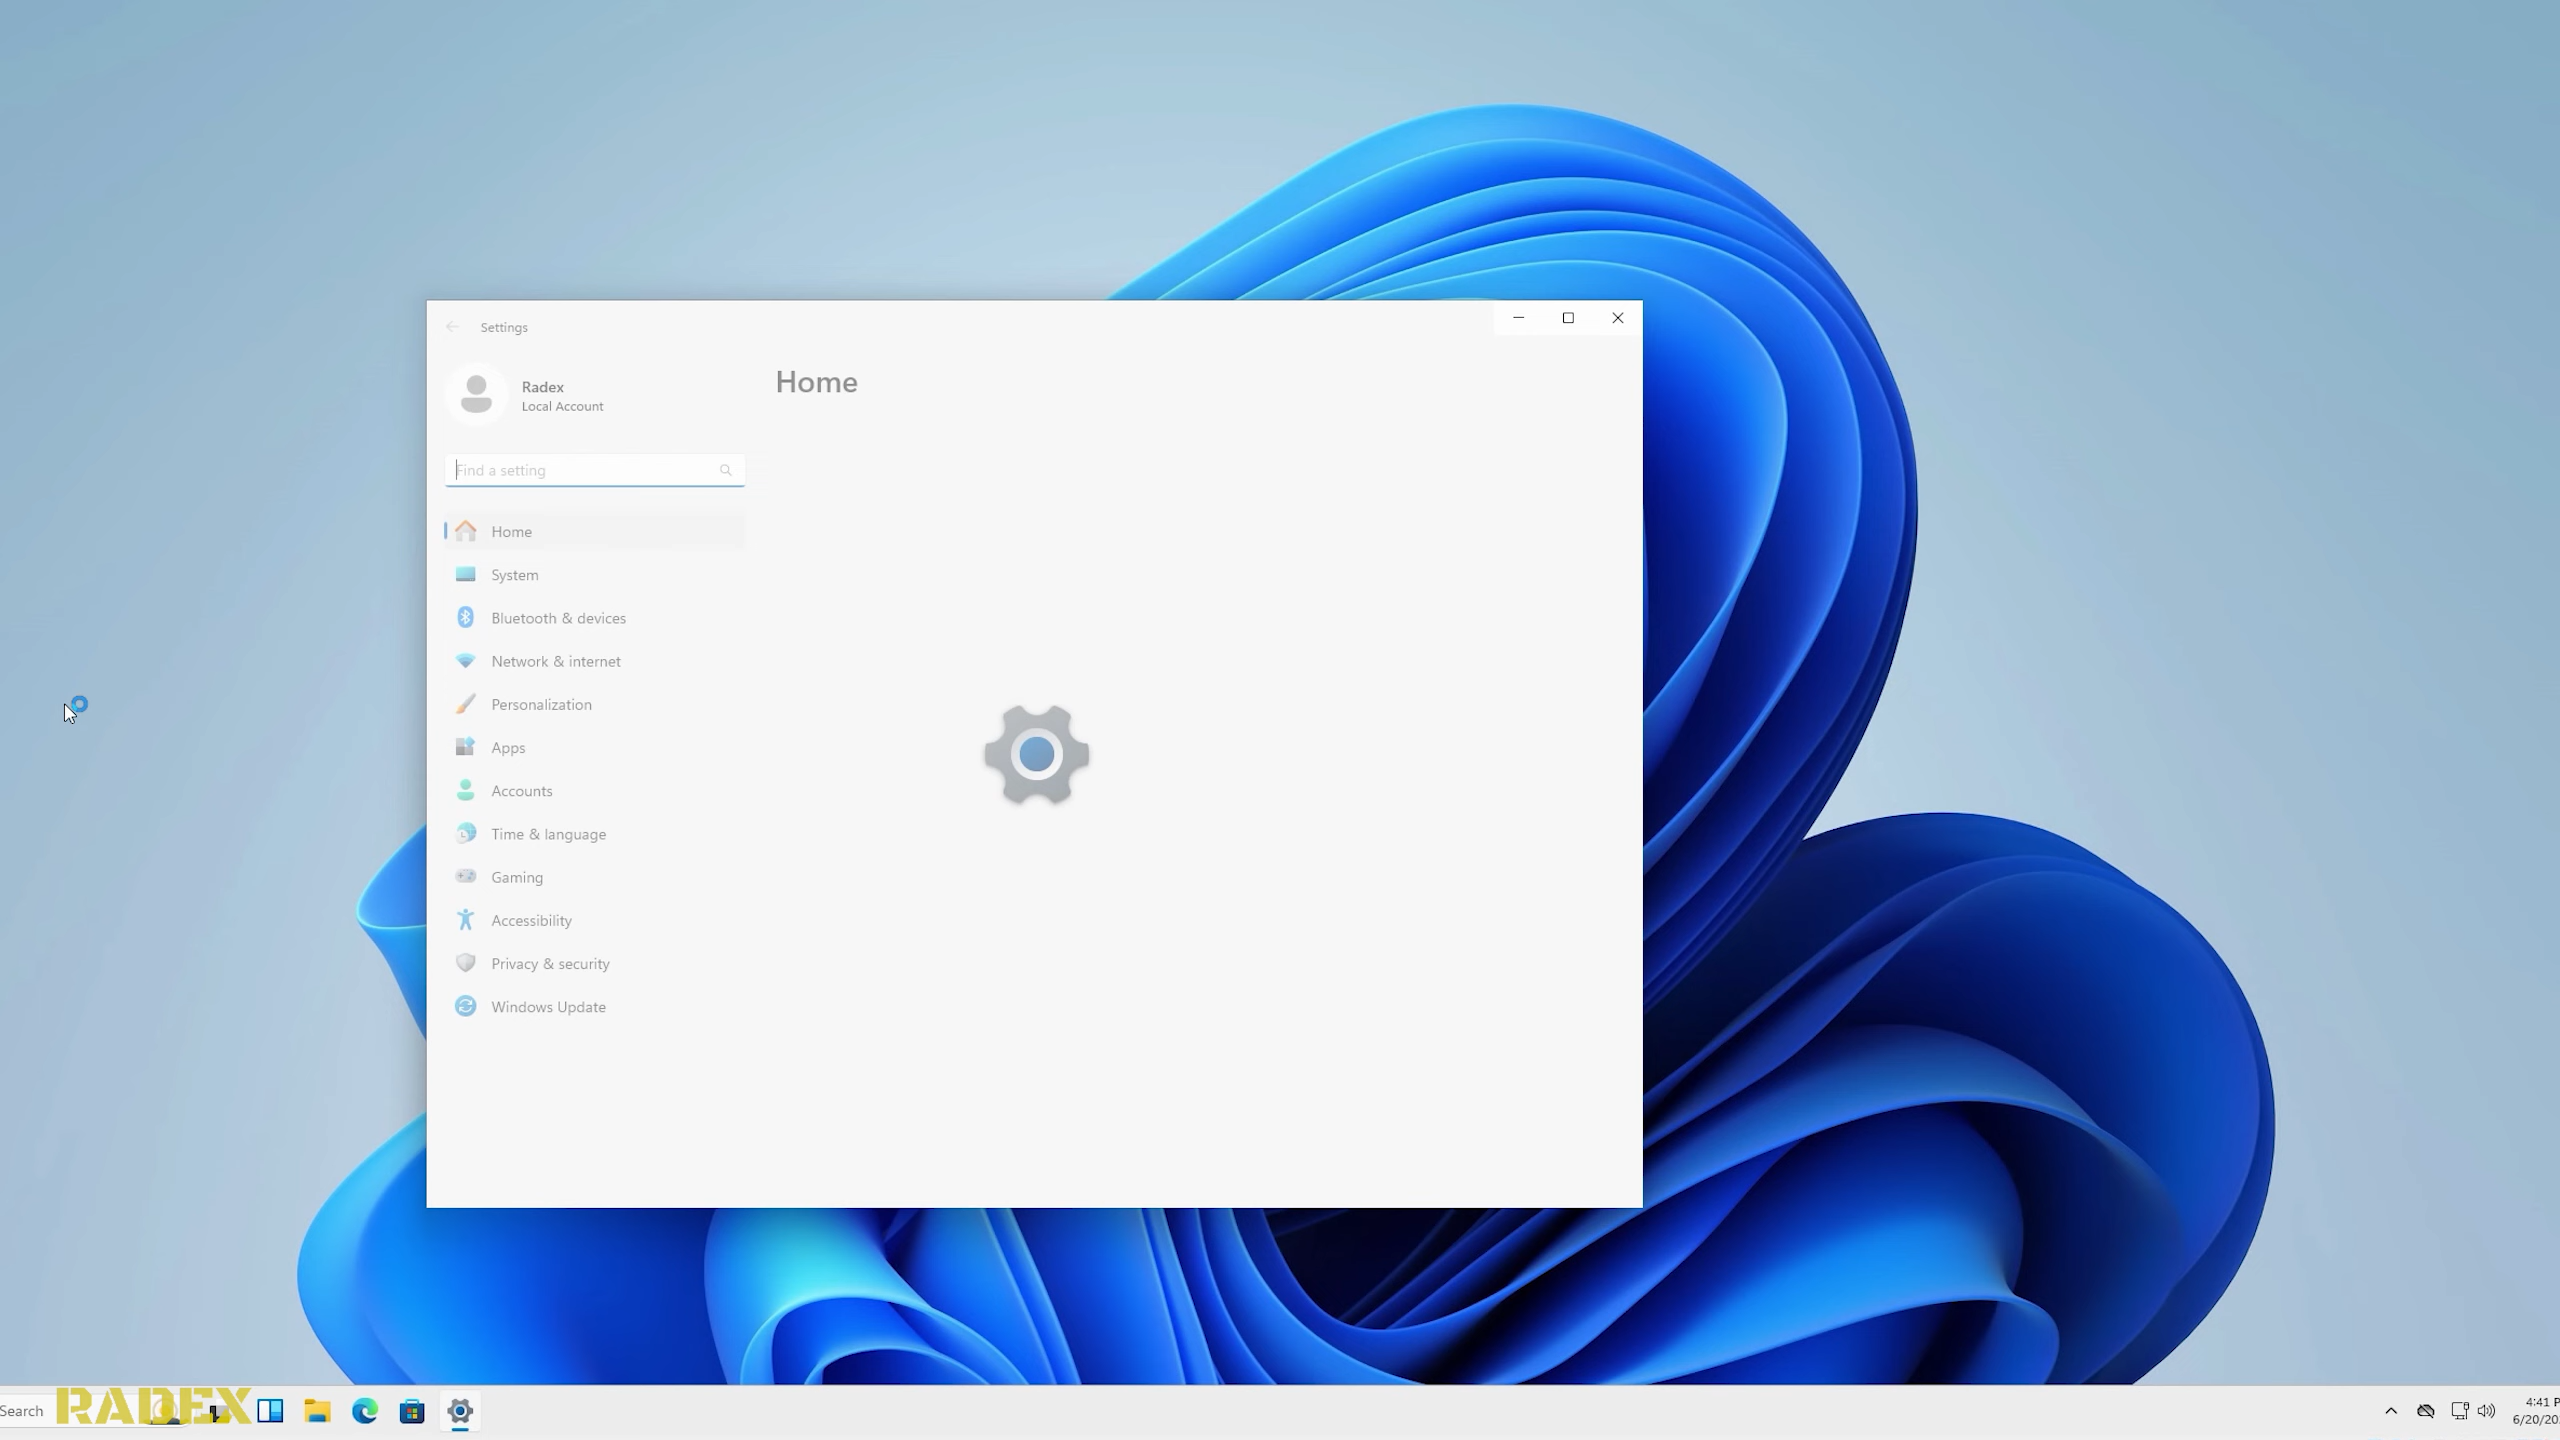 Settings
Radex
Local Account
Home
Find a setting
Home
System
Bluetooth & devices
Network & internet
Personalization
Apps
Accounts
Time & language
Gaming
Accessibility
Privacy & security
Windows Update
Search
RADEX
4:41 P
6/20/20